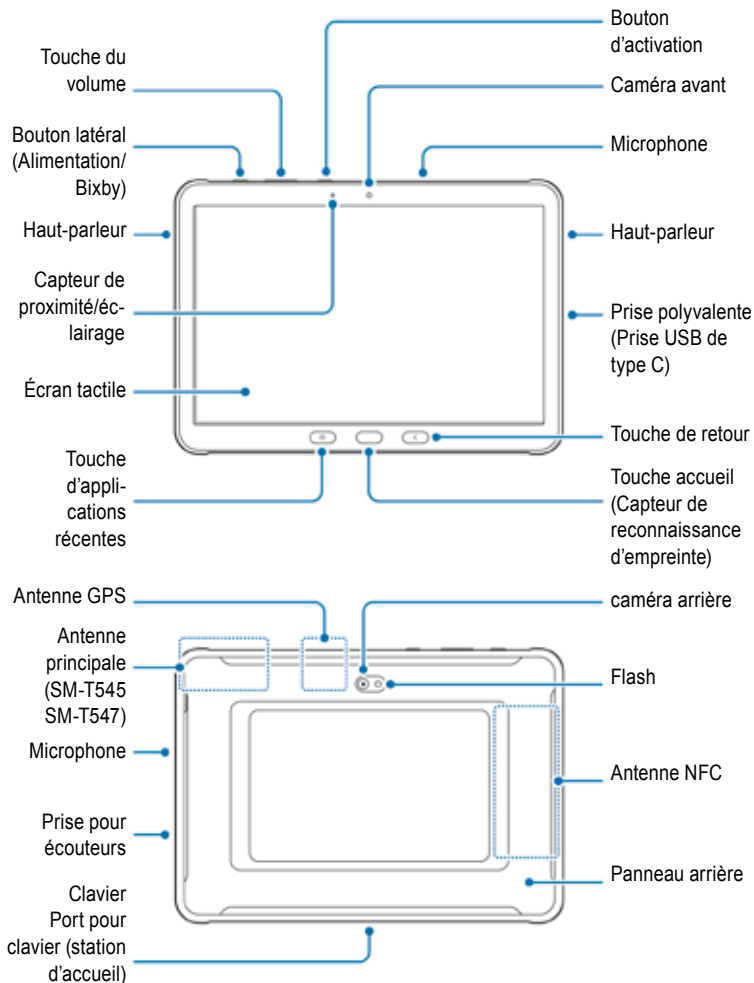 Touche du
volume
Bouton latéral
(Alimentation/
Bixby)
Haut-parleur
Capteur de
proximité/éc-
lairage
Écran tactile
Touche
d'appli-
cations
récentes
Bouton
d'activation
Caméra avant
Microphone
Haut-parleur
Prise polyvalente
(Prise USB de
type C)
Touche de retour
Touche accueil
(Capteur de
reconnaissance
d'empreinte)
Antenne GPS
Antenne
principale
(SM-T545
SM-T547)
Microphone
Prise pour
écouteurs
Clavier
Port pour
clavier (station
d'accueil)
caméra arrière
Flash
Antenne NFC
Panneau arrière